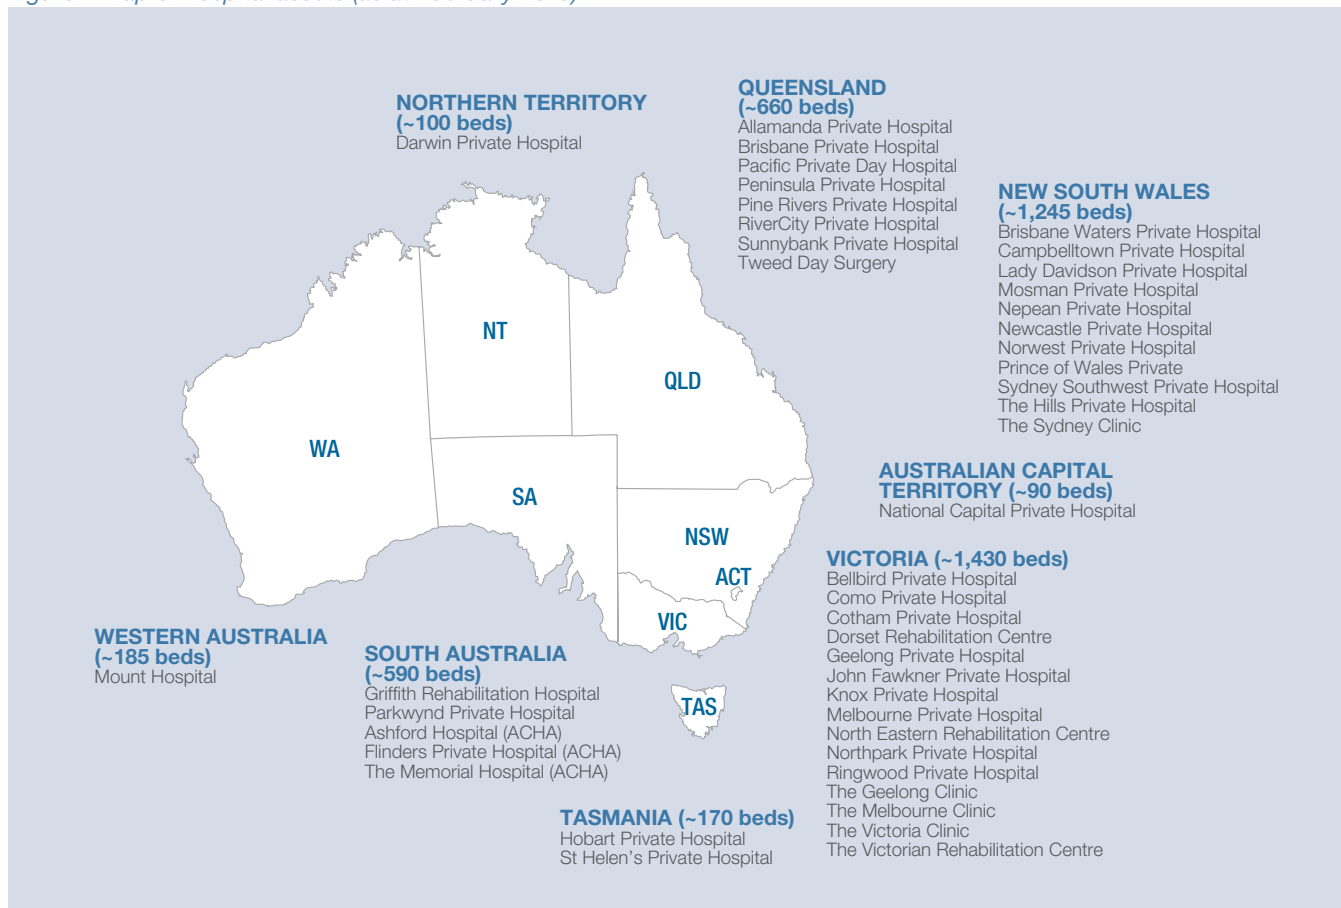 NORTHERN TERRITORY
(~100 beds)
Darwin Private Hospital
QUEENSLAND
(~660 beds)
Allamanda Private Hospital
Brisbane Private Hospital
Pacific Private Day Hospital
Peninsula Private Hospital
Pine Rivers Private Hospital
RiverCity Private Hospital
Sunnybank Private Hospital
Tweed Day Surgery
NEW SOUTH WALES
(~1,245 beds)
Brisbane Waters Private Hospital
Campbelltown Private Hospital
Lady Davidson Private Hospital
Mosman Private Hospital
Nepean Private Hospital
Newcastle Private Hospital
Norwest Private Hospital
Prince of Wales Private
Sydney Southwest Private Hospital
The Hills Private Hospital
The Sydney Clinic
NT
QLD
WA
SA
NSW
ACT
VIC
TAS
AUSTRALIAN CAPITAL
TERRITORY (~90 beds)
National Capital Private Hospital
VICTORIA (~1,430 beds)
Bellbird Private Hospital
Como Private Hospital
Cotham Private Hospital
Dorset Rehabilitation Centre
Geelong Private Hospital
John Fawkner Private Hospital
Knox Private Hospital
Melbourne Private Hospital
North Eastern Rehabilitation Centre
Northpark Private Hospital
Ringwood Private Hospital
The Geelong Clinic
The Melbourne Clinic
The Victoria Clinic
The Victorian Rehabilitation Centre
WESTERN AUSTRALIA
(~185 beds)
Mount Hospital
SOUTH AUSTRALIA
(~590 beds)
Griffith Rehabilitation Hospital
Parkwynd Private Hospital
Ashford Hospital (ACHA)
Flinders Private Hospital (ACHA)
The Memorial Hospital (ACHA)
TASMANIA (~170 beds)
Hobart Private Hospital
St Helen's Private Hospital